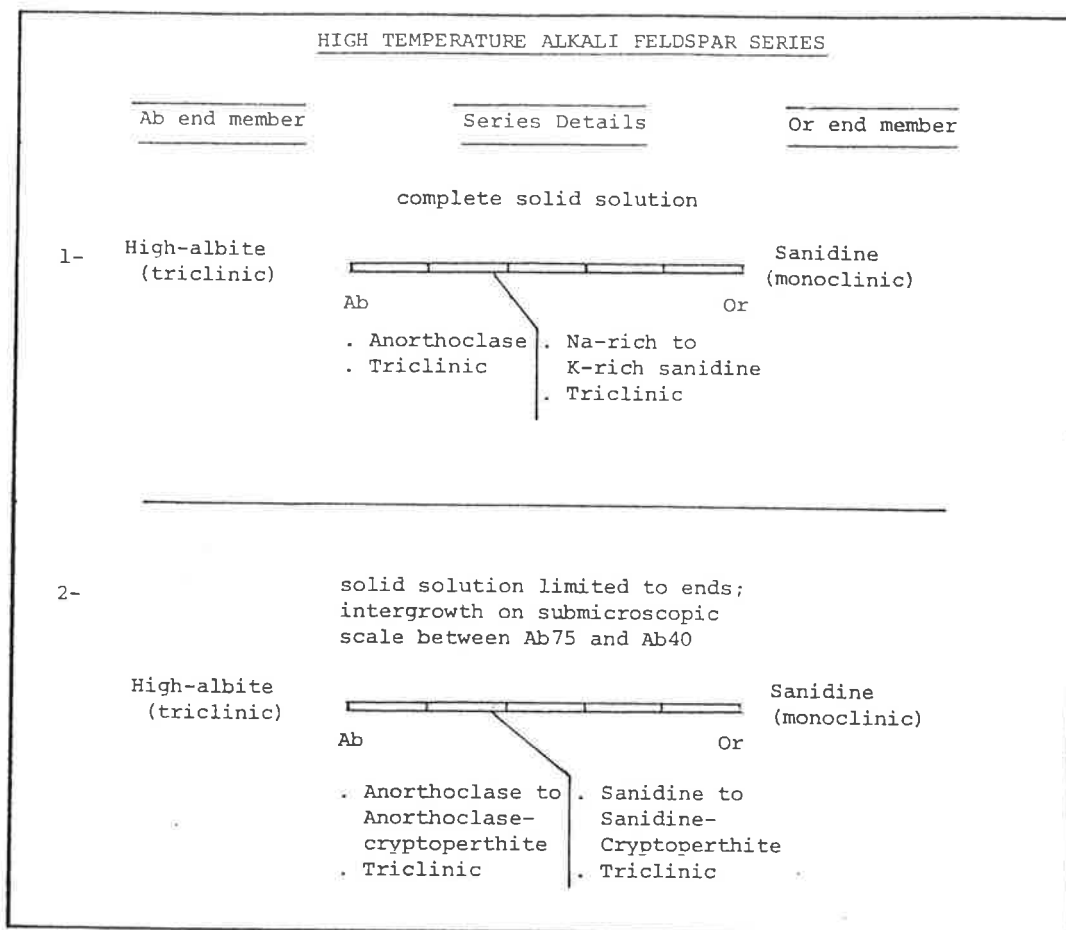 HIGH TEMPERATURE ALKALI FELDSPAR SERIES
Ab end member
Series Details
Or end member
complete solid solution
1-
High-albite
(triclinic)
Sanidine
(monoclinic)
Ab
Or
. Anorthoclase
. Triclinic
. Na-rich to
K-rich sanidine
. Triclinic
2-
solid solution limited to ends;
intergrowth on submicroscopic
scale between Ab75 and Ab40
High-albite
(triclinic)
Sanidine
(monoclinic)
Ab
Or
. Anorthoclase to
Anorthoclase-
cryptoperthite
. Triclinic
. Sanidine to
Sanidine-
Cryptoperthite
. Triclinic